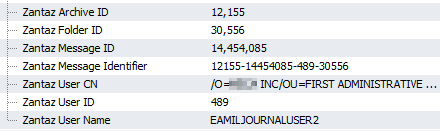 Zantaz Archive ID 12,155
Zantaz Folder ID 30,556
Zantaz Message ID 14,454,085
Zantaz Message Identifier 12155-14454085-489-30556
Zantaz User CN /O= INC/OU=FIRST ADMINISTRATIVE ...
Zantaz User ID 489
Zantaz User Name EAMILJOURNALUSER2